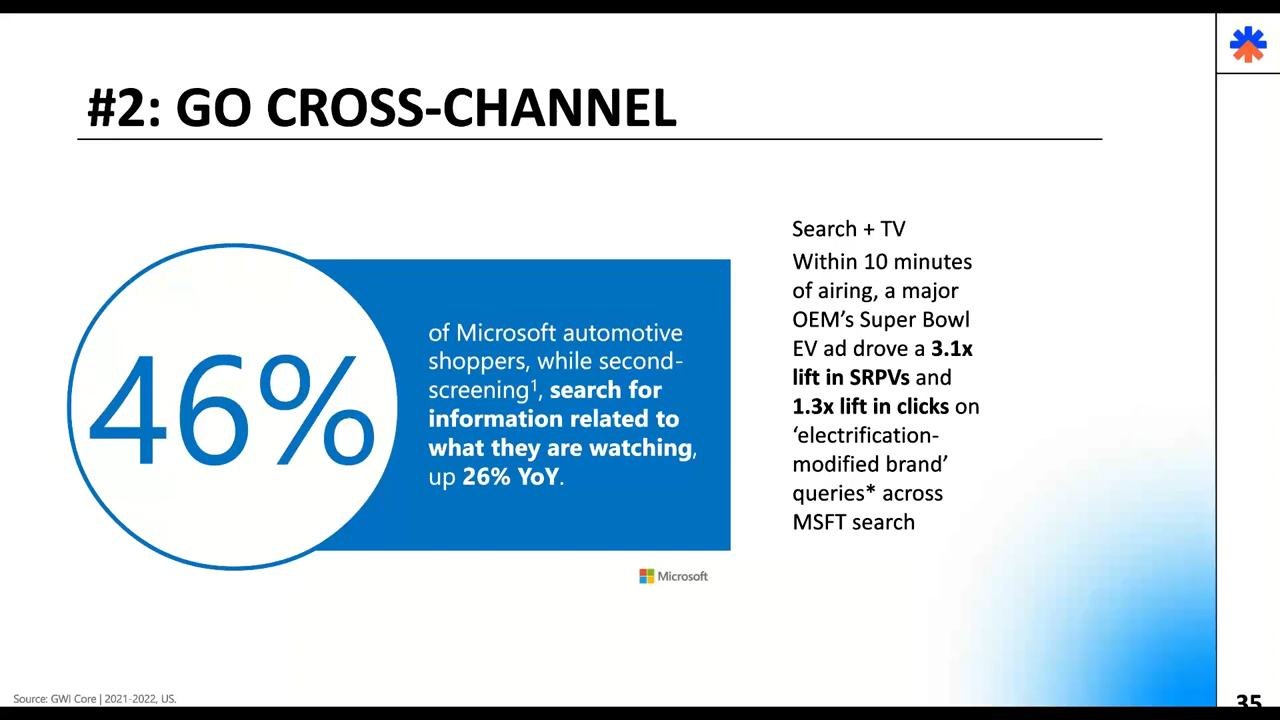 #2: GO CROSS-CHANNEL
46%
of Microsoft automotive
shoppers, while second-
screening¹, search for
information related to
what they are watching,
up 26% YoY.
Microsoft
Search + TV
Within 10 minutes
of airing, a major
OEM’s Super Bowl
EV ad drove a 3.1x
lift in SRPVs and
1.3x lift in clicks on
‘electrification-
modified brand’
queries* across
MSFT search
Source: GWI Core | 2021-2022, US.
35